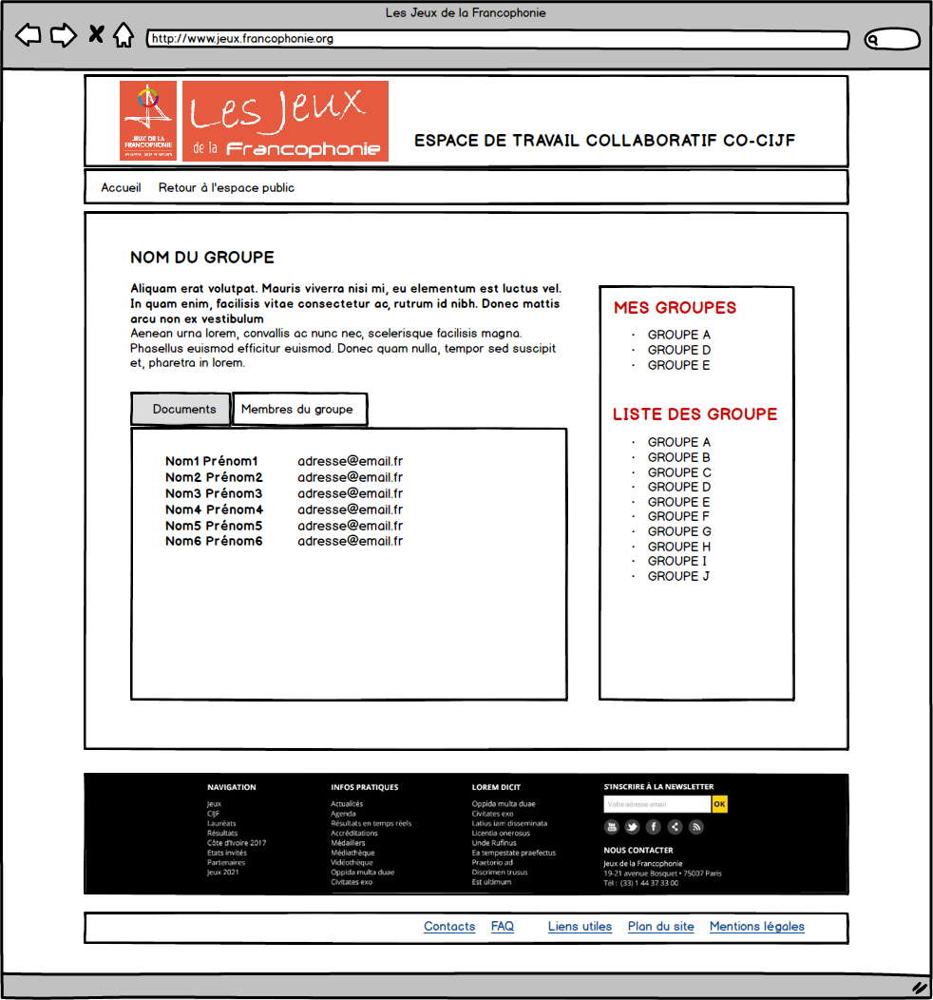 Les Jeux de la Francophonie
http://www.jeux.francophonie.org
Les Jeux
de la Francophonie
JEUX DE LA
FRANCOPHONIE
ESPACE DE TRAVAIL COLLABORATIF CO-CIJF
Accueil Retour à l'espace public
NOM DU GROUPE
Aliquam erat volutpat. Mauris viverra nisi mi, eu elementum est luctus vel.
In quam enim, facilisis vitae consectetur ac, rutrum id nibh. Donec mattis
arcu non ex vestibulum
Aenean urna lorem, convallis ac nunc nec, scelerisque facilisis magna.
Phasellus euismod efficitur euismod. Donec quam nulla, tempor sed suscipit
et, pharetra in lorem.
Documents Membres du groupe
Nom1 Prénom1 adresse@email.fr
Nom2 Prénom2 adresse@email.fr
Nom3 Prénom3 adresse@email.fr
Nom4 Prénom4 adresse@email.fr
Nom5 Prénom5 adresse@email.fr
Nom6 Prénom6 adresse@email.fr
MES GROUPES
· GROUPE A
· GROUPE D
· GROUPE E
LISTE DES GROUPE
· GROUPE A
· GROUPE B
· GROUPE C
· GROUPE D
· GROUPE E
· GROUPE F
· GROUPE G
· GROUPE H
· GROUPE I
· GROUPE J
NAVIGATION
Jeux
CIJF
Lauréats
Résultats
Côte d'Ivoire 2017
Etats invités
Partenaires
Jeux 2021
INFOS PRATIQUES
Actualités
Agenda
Résultats en temps réels
Accréditations
Médaillers
Médiathèque
Vidéothèque
Oppida multa duae
Civitates exo
LOREM DICIT
Oppida multa duae
Civitates exo
Latius iam disseminata
Licentia onerosus
Unde Rufinus
Ea tempestate praefectus
Praetorio ad
Discrimen trusus
Est ultimum
S'INSCRIRE À LA NEWSLETTER
Votre adresse email OK
NOUS CONTACTER
Jeux de la Francophonie
19-21 avenue Bosquet • 75007 Paris
Tél : (33) 1 44 37 33 00
Contacts FAQ Liens utiles Plan du site Mentions légales